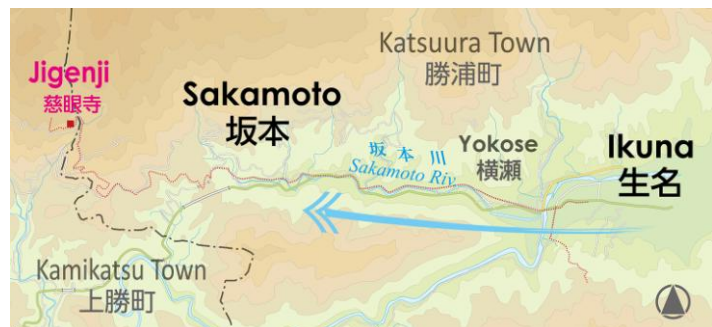 Katsuura Town
勝浦町
Jigenji
慈眼寺
Sakamoto
坂本
坂本川
Sakamoto Riv
Yokose
横瀬
Ikuna
生名
Kamikatsu Town
上勝町